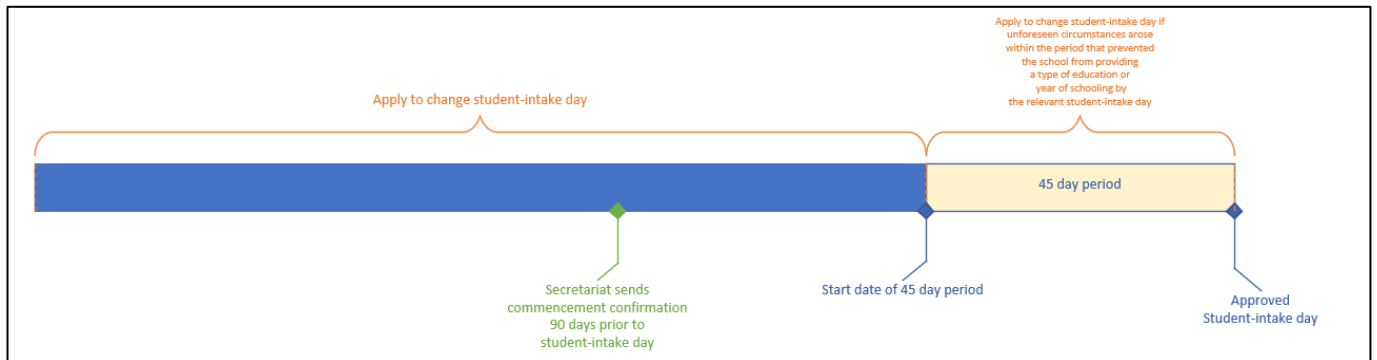 Apply to change student-intake day if
unforeseen circumstances arose
within the period that prevented
the school from providing
a type of education or
year of schooling by
the relevant student-intake day
Apply to change student-intake day
45 day period
Secretariat sends
commencement confirmation
90 days prior to
student-intake day
Start date of 45 day period
Approved
Student-intake day